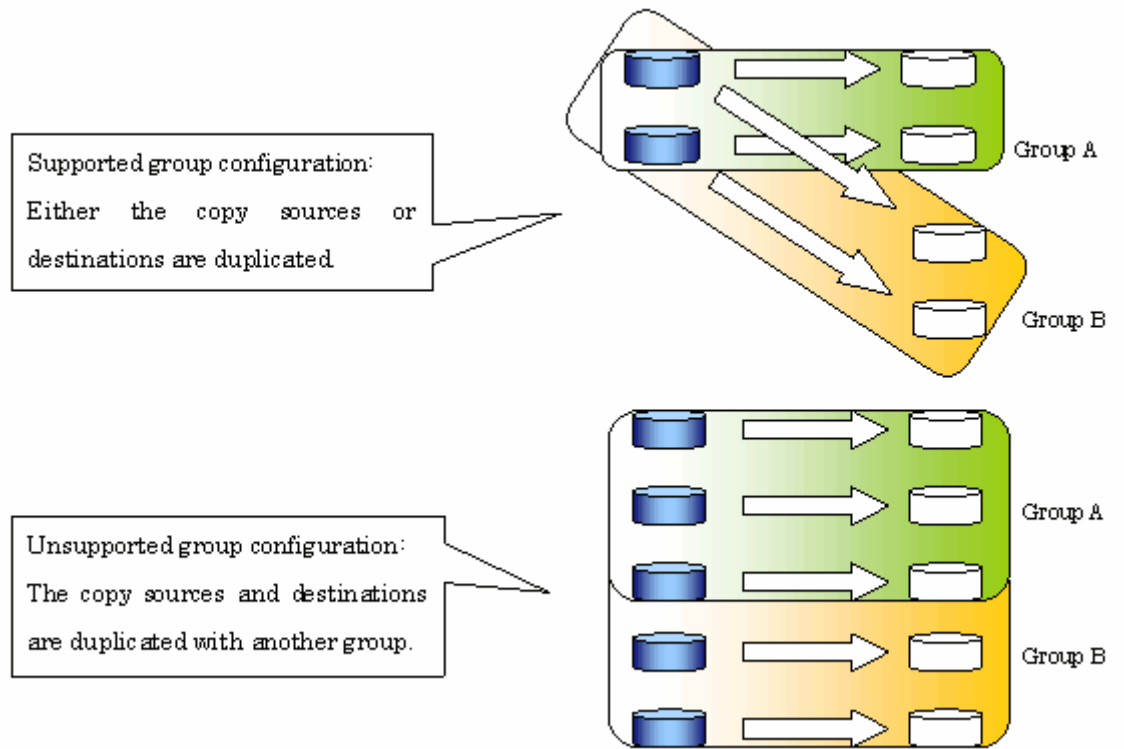 Supported group configuration:
Either the copy sources or
destinations are duplicated.
Group A
Group B
Unsupported group configuration:
The copy sources and destinations
are duplicated with another group.
Group A
Group B